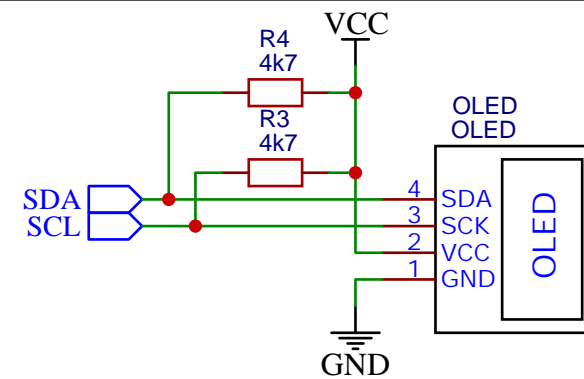 VCC
R4
4k7
R3
4k7
OLED
OLED
SDA
SCL
4 SDA
3 SCK
2 VCC
1 GND
OLED
GND